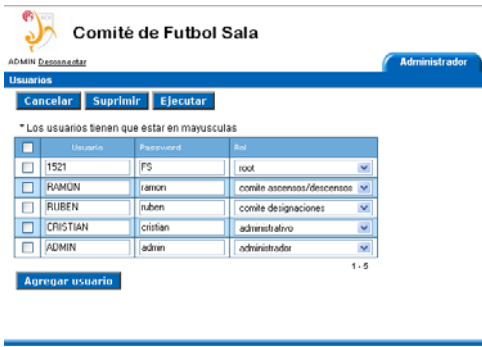 Comité de Futbol Sala
ADMIN Desconectar
Administrador
Usuarios
Cancelar Suprimir Ejecutar
* Los usuarios tienen que estar en mayusculas
Usuario Password Rol
1521 FS root
RAMON ramon comite ascensos/descensos
RUBEN ruben comite designaciones
CRISTIAN cristian administrativo
ADMIN admin administrador
1 - 5
Agregar usuario